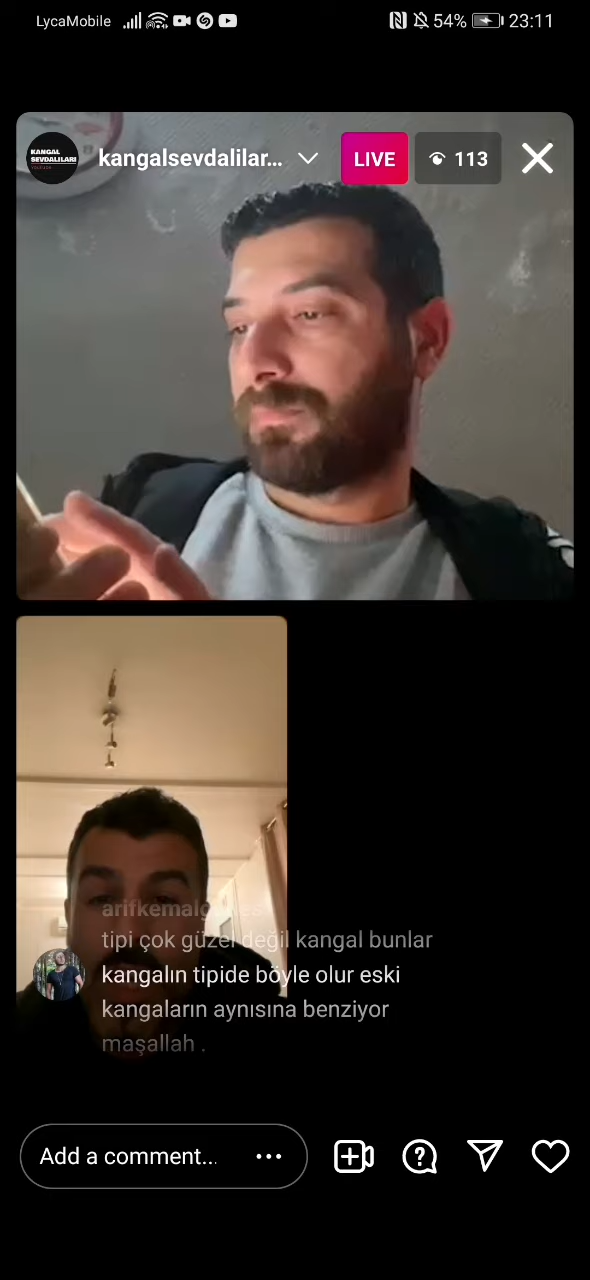 LycaMobile
54%
23:11
KANGAL
SEVDALILARI
YOUTUBE
kangalsevdalilar...
LIVE
113
tipi çok güzel değil kangal bunlar
kangalın tipide böyle olur eski
kangaların aynısına benziyor
maşallah .
Add a comment...